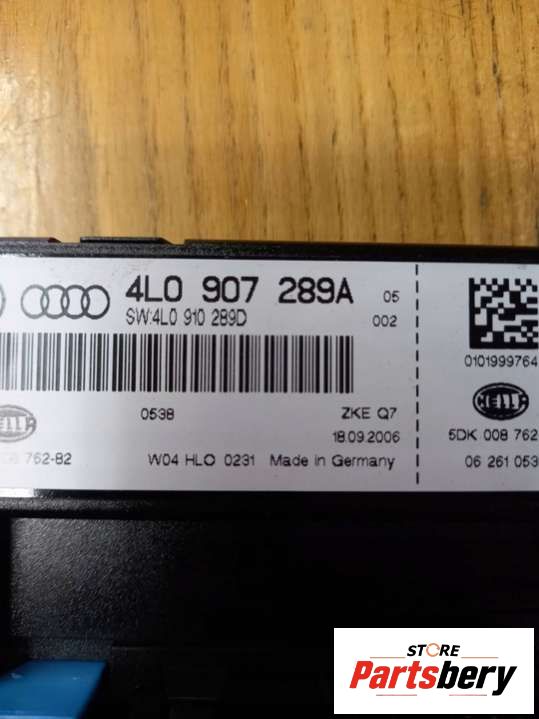 4L0 907 289A 05
SW:4L0 910 289D 002
0101999764
HELLA
0538 ZKE Q7
18.09.2006
5DK 008 762
762-82 W04 HLO 0231 Made in Germany
06 261 053
STORE
Partsbery